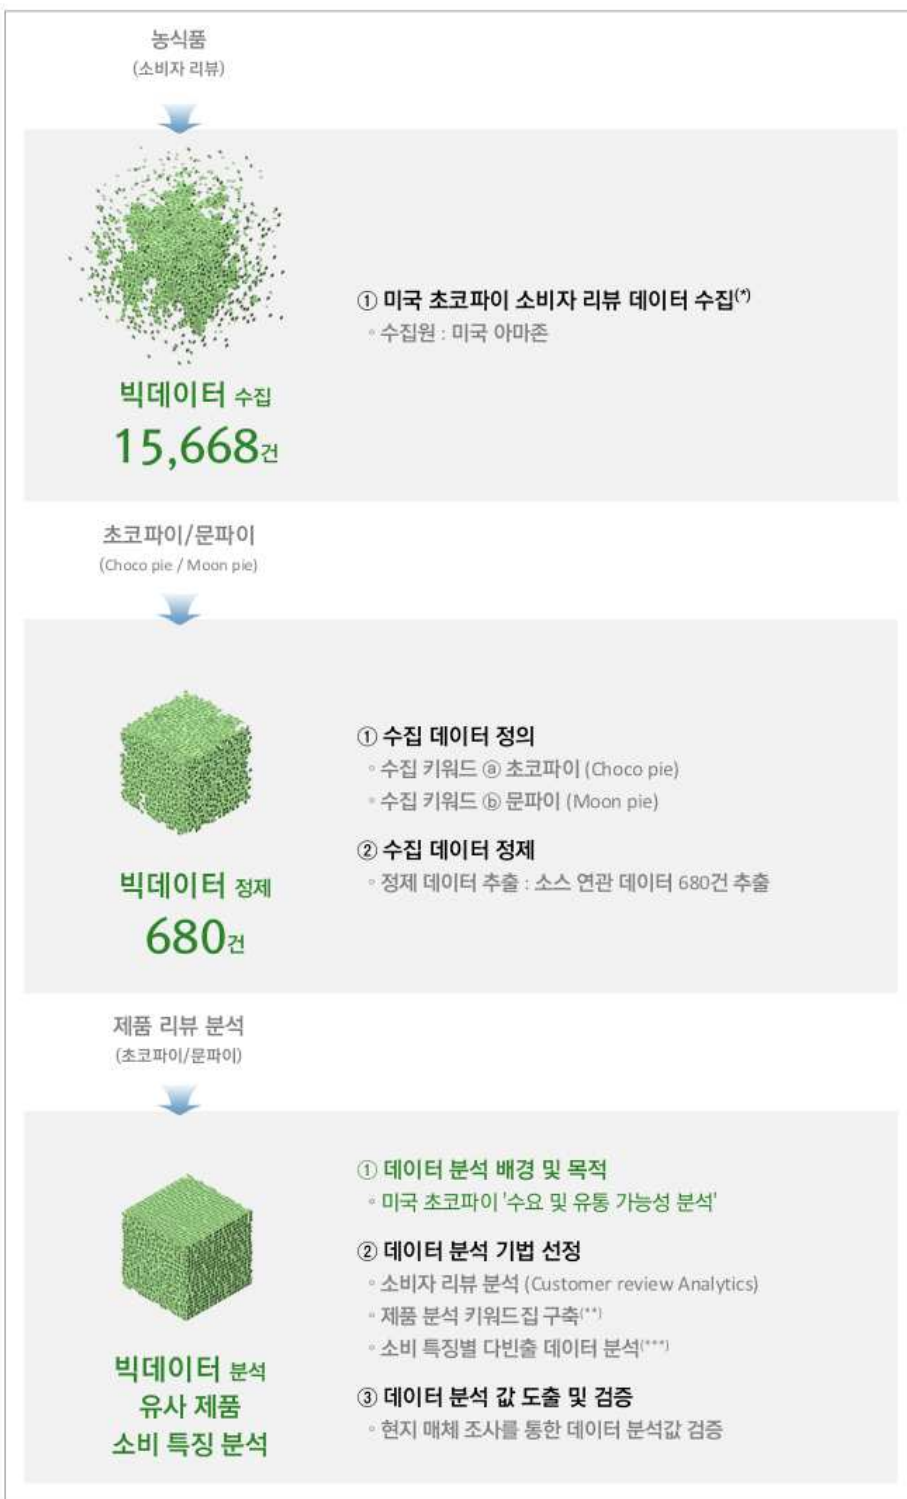 농식품
(소비자 리뷰)
① 미국 초코파이 소비자 리뷰 데이터 수집(*)
◦ 수집원 : 미국 아마존
빅데이터 수집
15,668건
초코파이/문파이
(Choco pie / Moon pie)
① 수집 데이터 정의
◦ 수집 키워드 ⓐ 초코파이 (Choco pie)
◦ 수집 키워드 ⓑ 문파이 (Moon pie)
② 수집 데이터 정제
◦ 정제 데이터 추출 : 소스 연관 데이터 680건 추출
빅데이터 정제
680건
제품 리뷰 분석
(초코파이/문파이)
① 데이터 분석 배경 및 목적
◦ 미국 초코파이 '수요 및 유통 가능성 분석'
② 데이터 분석 기법 선정
◦ 소비자 리뷰 분석 (Customer review Analytics)
◦ 제품 분석 키워드집 구축(**)
◦ 소비 특징별 다빈출 데이터 분석(***)
③ 데이터 분석 값 도출 및 검증
◦ 현지 매체 조사를 통한 데이터 분석값 검증
빅데이터 분석
유사 제품
소비 특징 분석